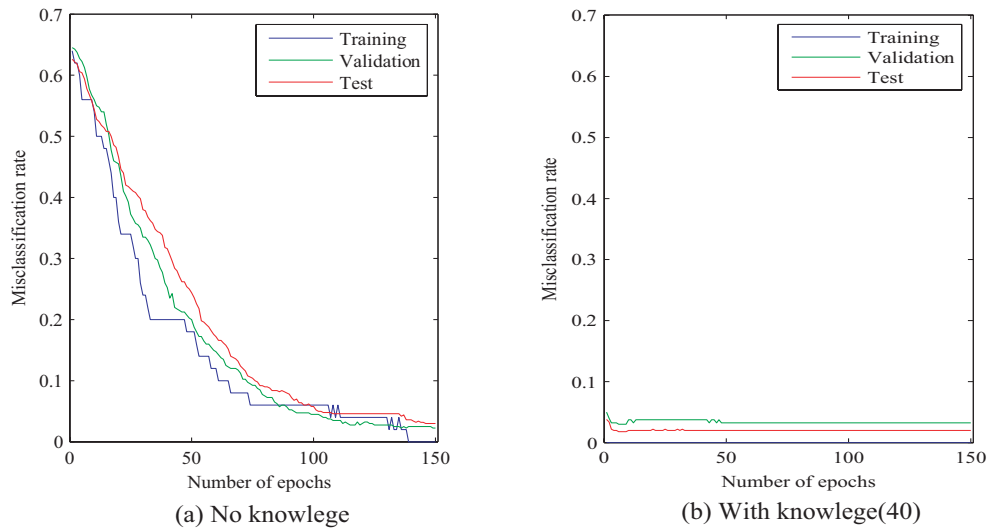 0.7
0.6
0.5
0.4
0.3
0.2
0.1
0
0 50 100 150
Misclassification rate
Number of epochs
Training
Validation
Test
(a) No knowlege
0.7
0.6
0.5
0.4
0.3
0.2
0.1
0
0 50 100 150
Misclassification rate
Number of epochs
Training
Validation
Test
(b) With knowlege(40)